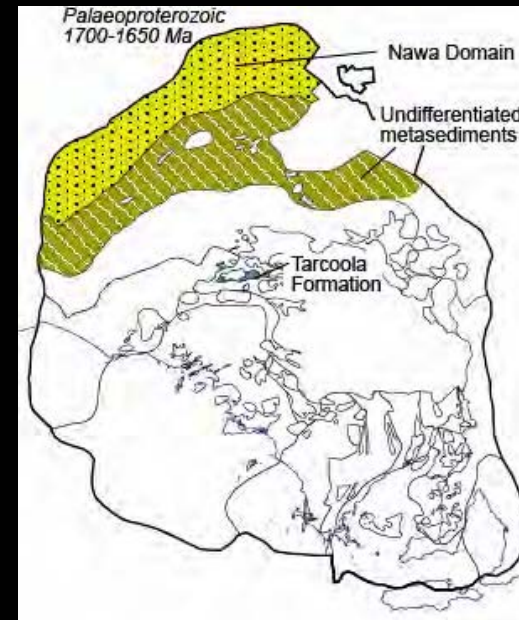 Palaeoproterozoic
1700-1650 Ma
Nawa Domain
Undifferentiated
metasediments
Tarcoola
Formation